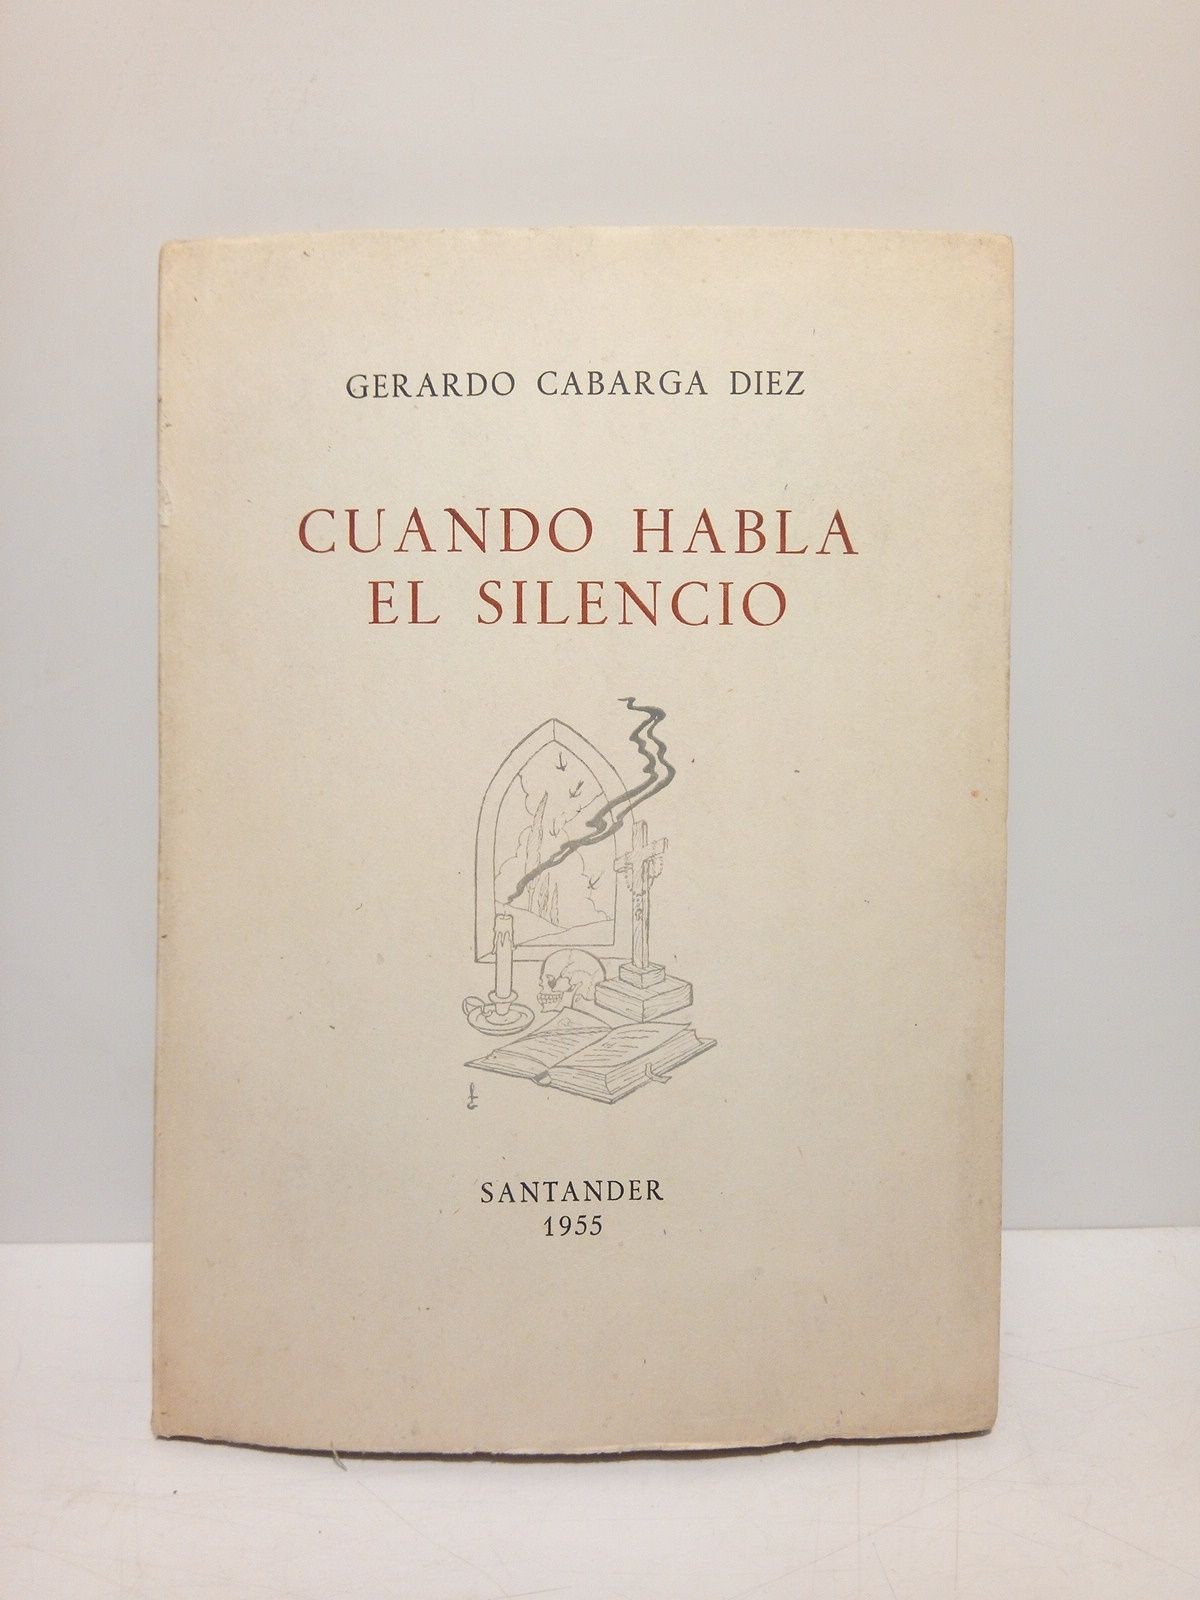 GERARDO CABARGA DIEZ
CUANDO HABLA
EL SILENCIO
SANTANDER
1955